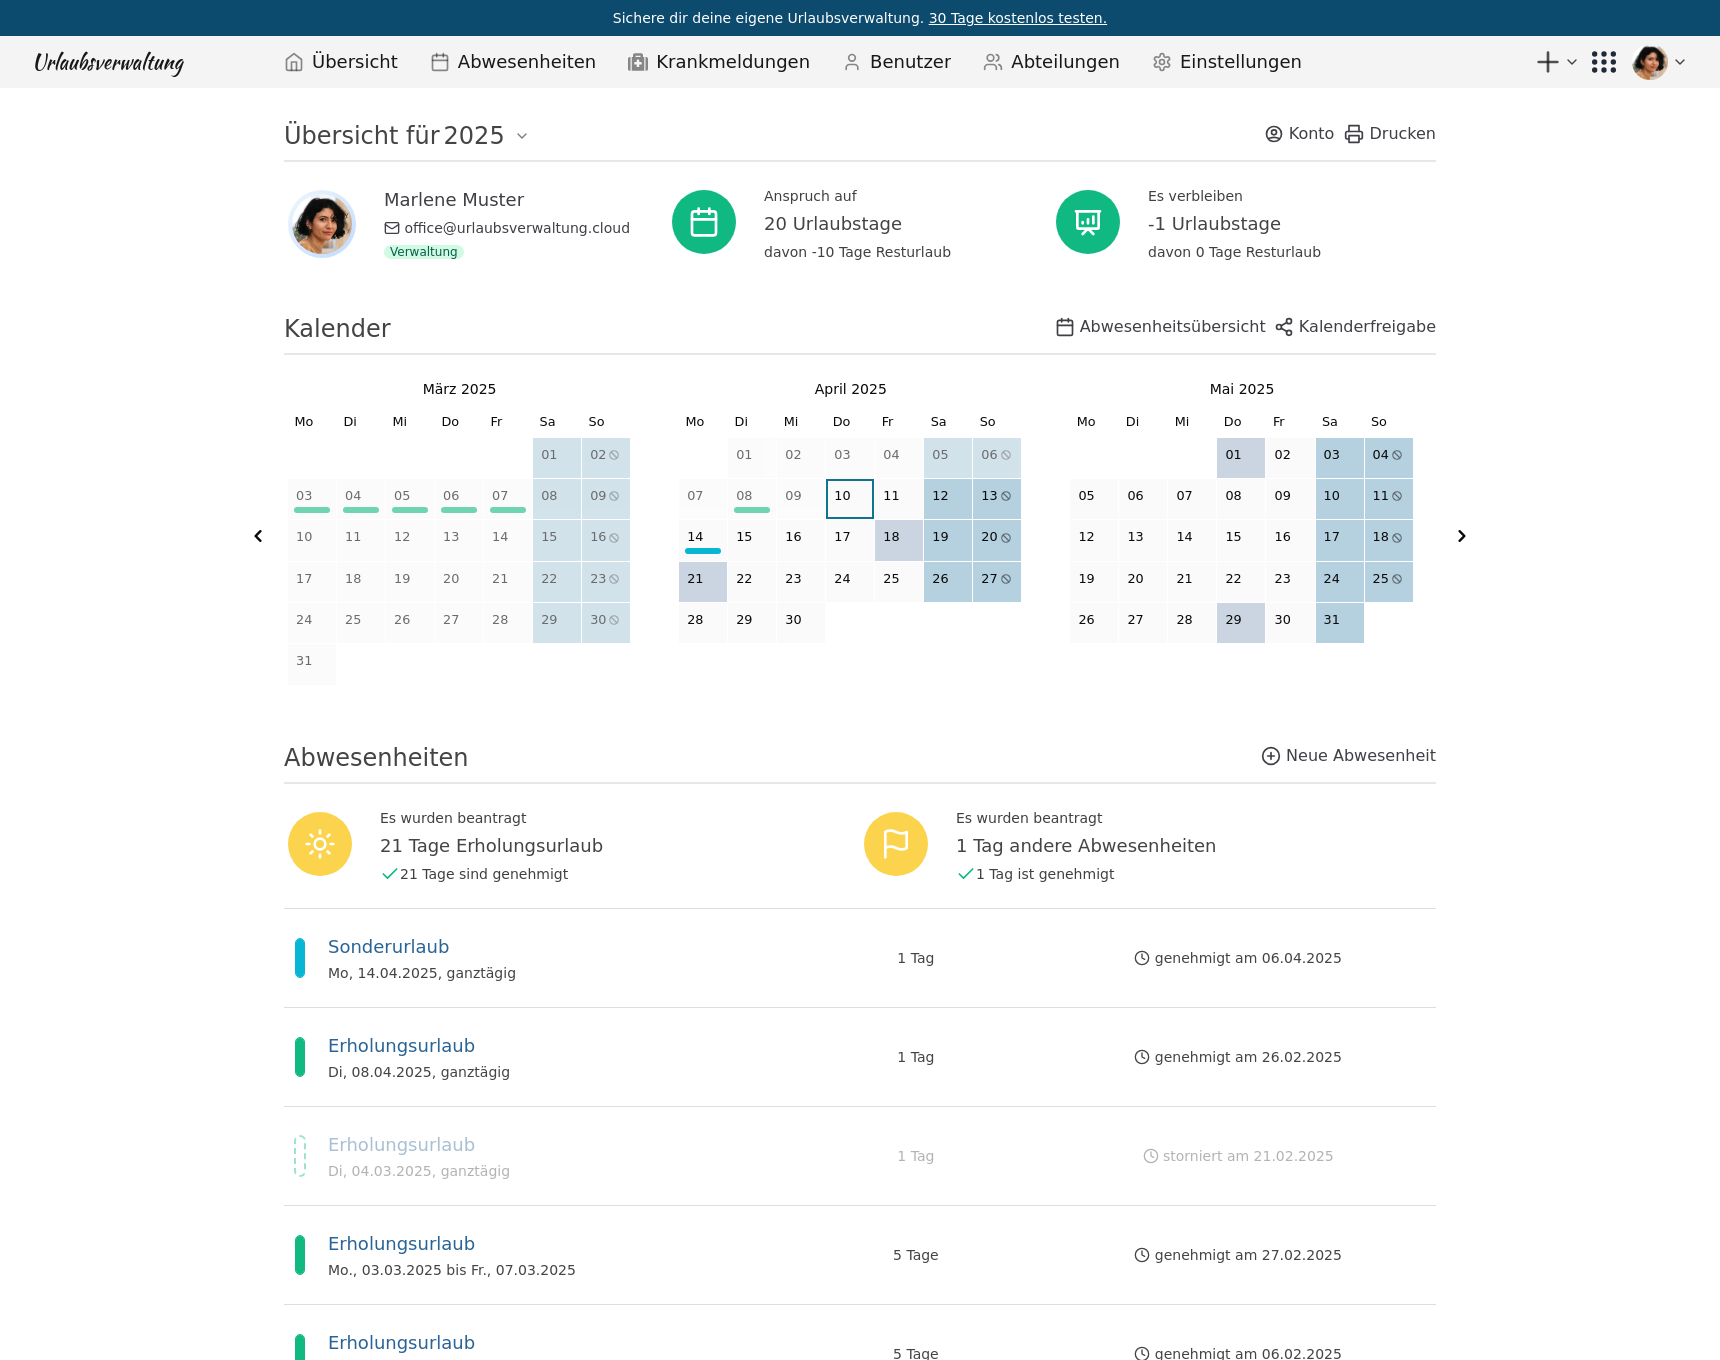 Sichere dir deine eigene Urlaubsverwaltung. 30 Tage kostenlos testen.
Urlaubsverwaltung Übersicht Abwesenheiten Krankmeldungen Benutzer Abteilungen Einstellungen
Übersicht für 2025 Konto Drucken
Marlene Muster
office@urlaubsverwaltung.cloud
Verwaltung
Anspruch auf
20 Urlaubstage
davon -10 Tage Resturlaub
Es verbleiben
-1 Urlaubstage
davon 0 Tage Resturlaub
Kalender Abwesenheitsübersicht Kalenderfreigabe
März 2025
Mo Di Mi Do Fr Sa So
01 02
03 04 05 06 07 08 09
10 11 12 13 14 15 16
17 18 19 20 21 22 23
24 25 26 27 28 29 30
31
April 2025
Mo Di Mi Do Fr Sa So
01 02 03 04 05 06
07 08 09 10 11 12 13
14 15 16 17 18 19 20
21 22 23 24 25 26 27
28 29 30
Mai 2025
Mo Di Mi Do Fr Sa So
01 02 03 04
05 06 07 08 09 10 11
12 13 14 15 16 17 18
19 20 21 22 23 24 25
26 27 28 29 30 31
Abwesenheiten Neue Abwesenheit
Es wurden beantragt
21 Tage Erholungsurlaub
21 Tage sind genehmigt
Es wurden beantragt
1 Tag andere Abwesenheiten
1 Tag ist genehmigt
Sonderurlaub
Mo, 14.04.2025, ganztägig
1 Tag
genehmigt am 06.04.2025
Erholungsurlaub
Di, 08.04.2025, ganztägig
1 Tag
genehmigt am 26.02.2025
Erholungsurlaub
Di, 04.03.2025, ganztägig
1 Tag
storniert am 21.02.2025
Erholungsurlaub
Mo., 03.03.2025 bis Fr., 07.03.2025
5 Tage
genehmigt am 27.02.2025
Erholungsurlaub
5 Tage
genehmigt am 06.02.2025